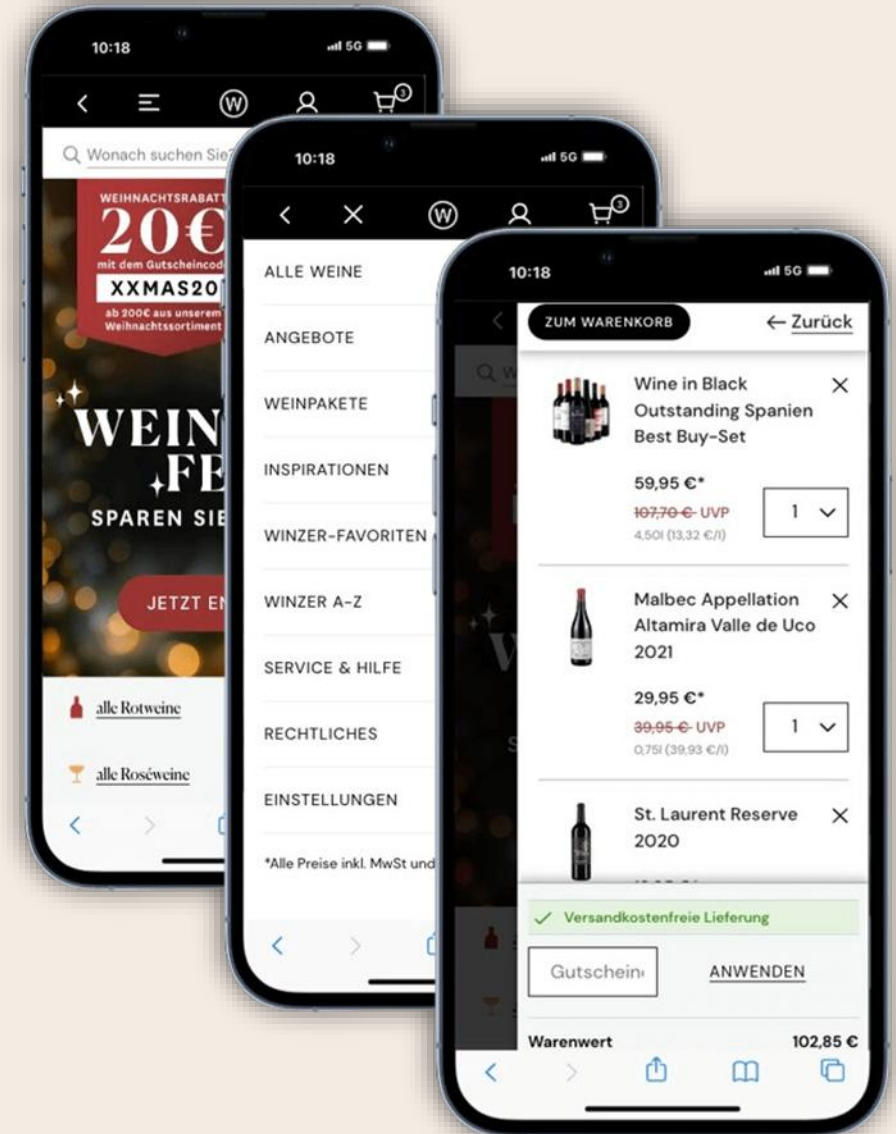 10:18
5G
W
3
Wonach suchen Sie?
WEIHNACHTSRABATT
20€
mit dem Gutscheincode
XXMAS20
ab 200€ aus unserem
Weihnachtssortiment
WEIN
FE
SPAREN SIE
JETZT EN
alle Rotweine
alle Roséweine
10:18
5G
W
3
ALLE WEINE
ANGEBOTE
WEINPAKETE
INSPIRATIONEN
WINZER-FAVORITEN
WINZER A-Z
SERVICE & HILFE
RECHTLICHES
EINSTELLUNGEN
*Alle Preise inkl. MwSt und
10:18
5G
ZUM WARENKORB
← Zurück
Wine in Black
Outstanding Spanien
Best Buy-Set
59,95 €*
107,70 € UVP
1
4,50l (13,32 €/l)
Malbec Appellation
Altamira Valle de Uco
2021
29,95 €*
39,95 € UVP
1
0,75l (39,93 €/l)
St. Laurent Reserve
2020
Versandkostenfreie Lieferung
Gutschein
ANWENDEN
Warenwert 102,85 €